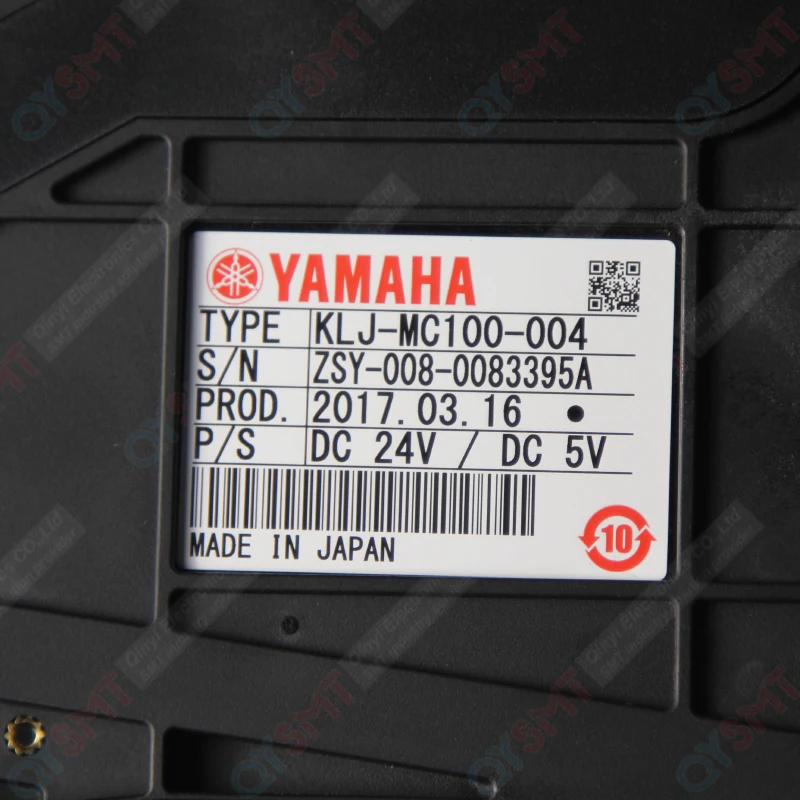 YAMAHA
TYPE KLJ-MC100-004
S/N ZSY-008-0083395A
PROD. 2017.03.16 ●
P/S DC 24V / DC 5V
MADE IN JAPAN
10
QYSMT